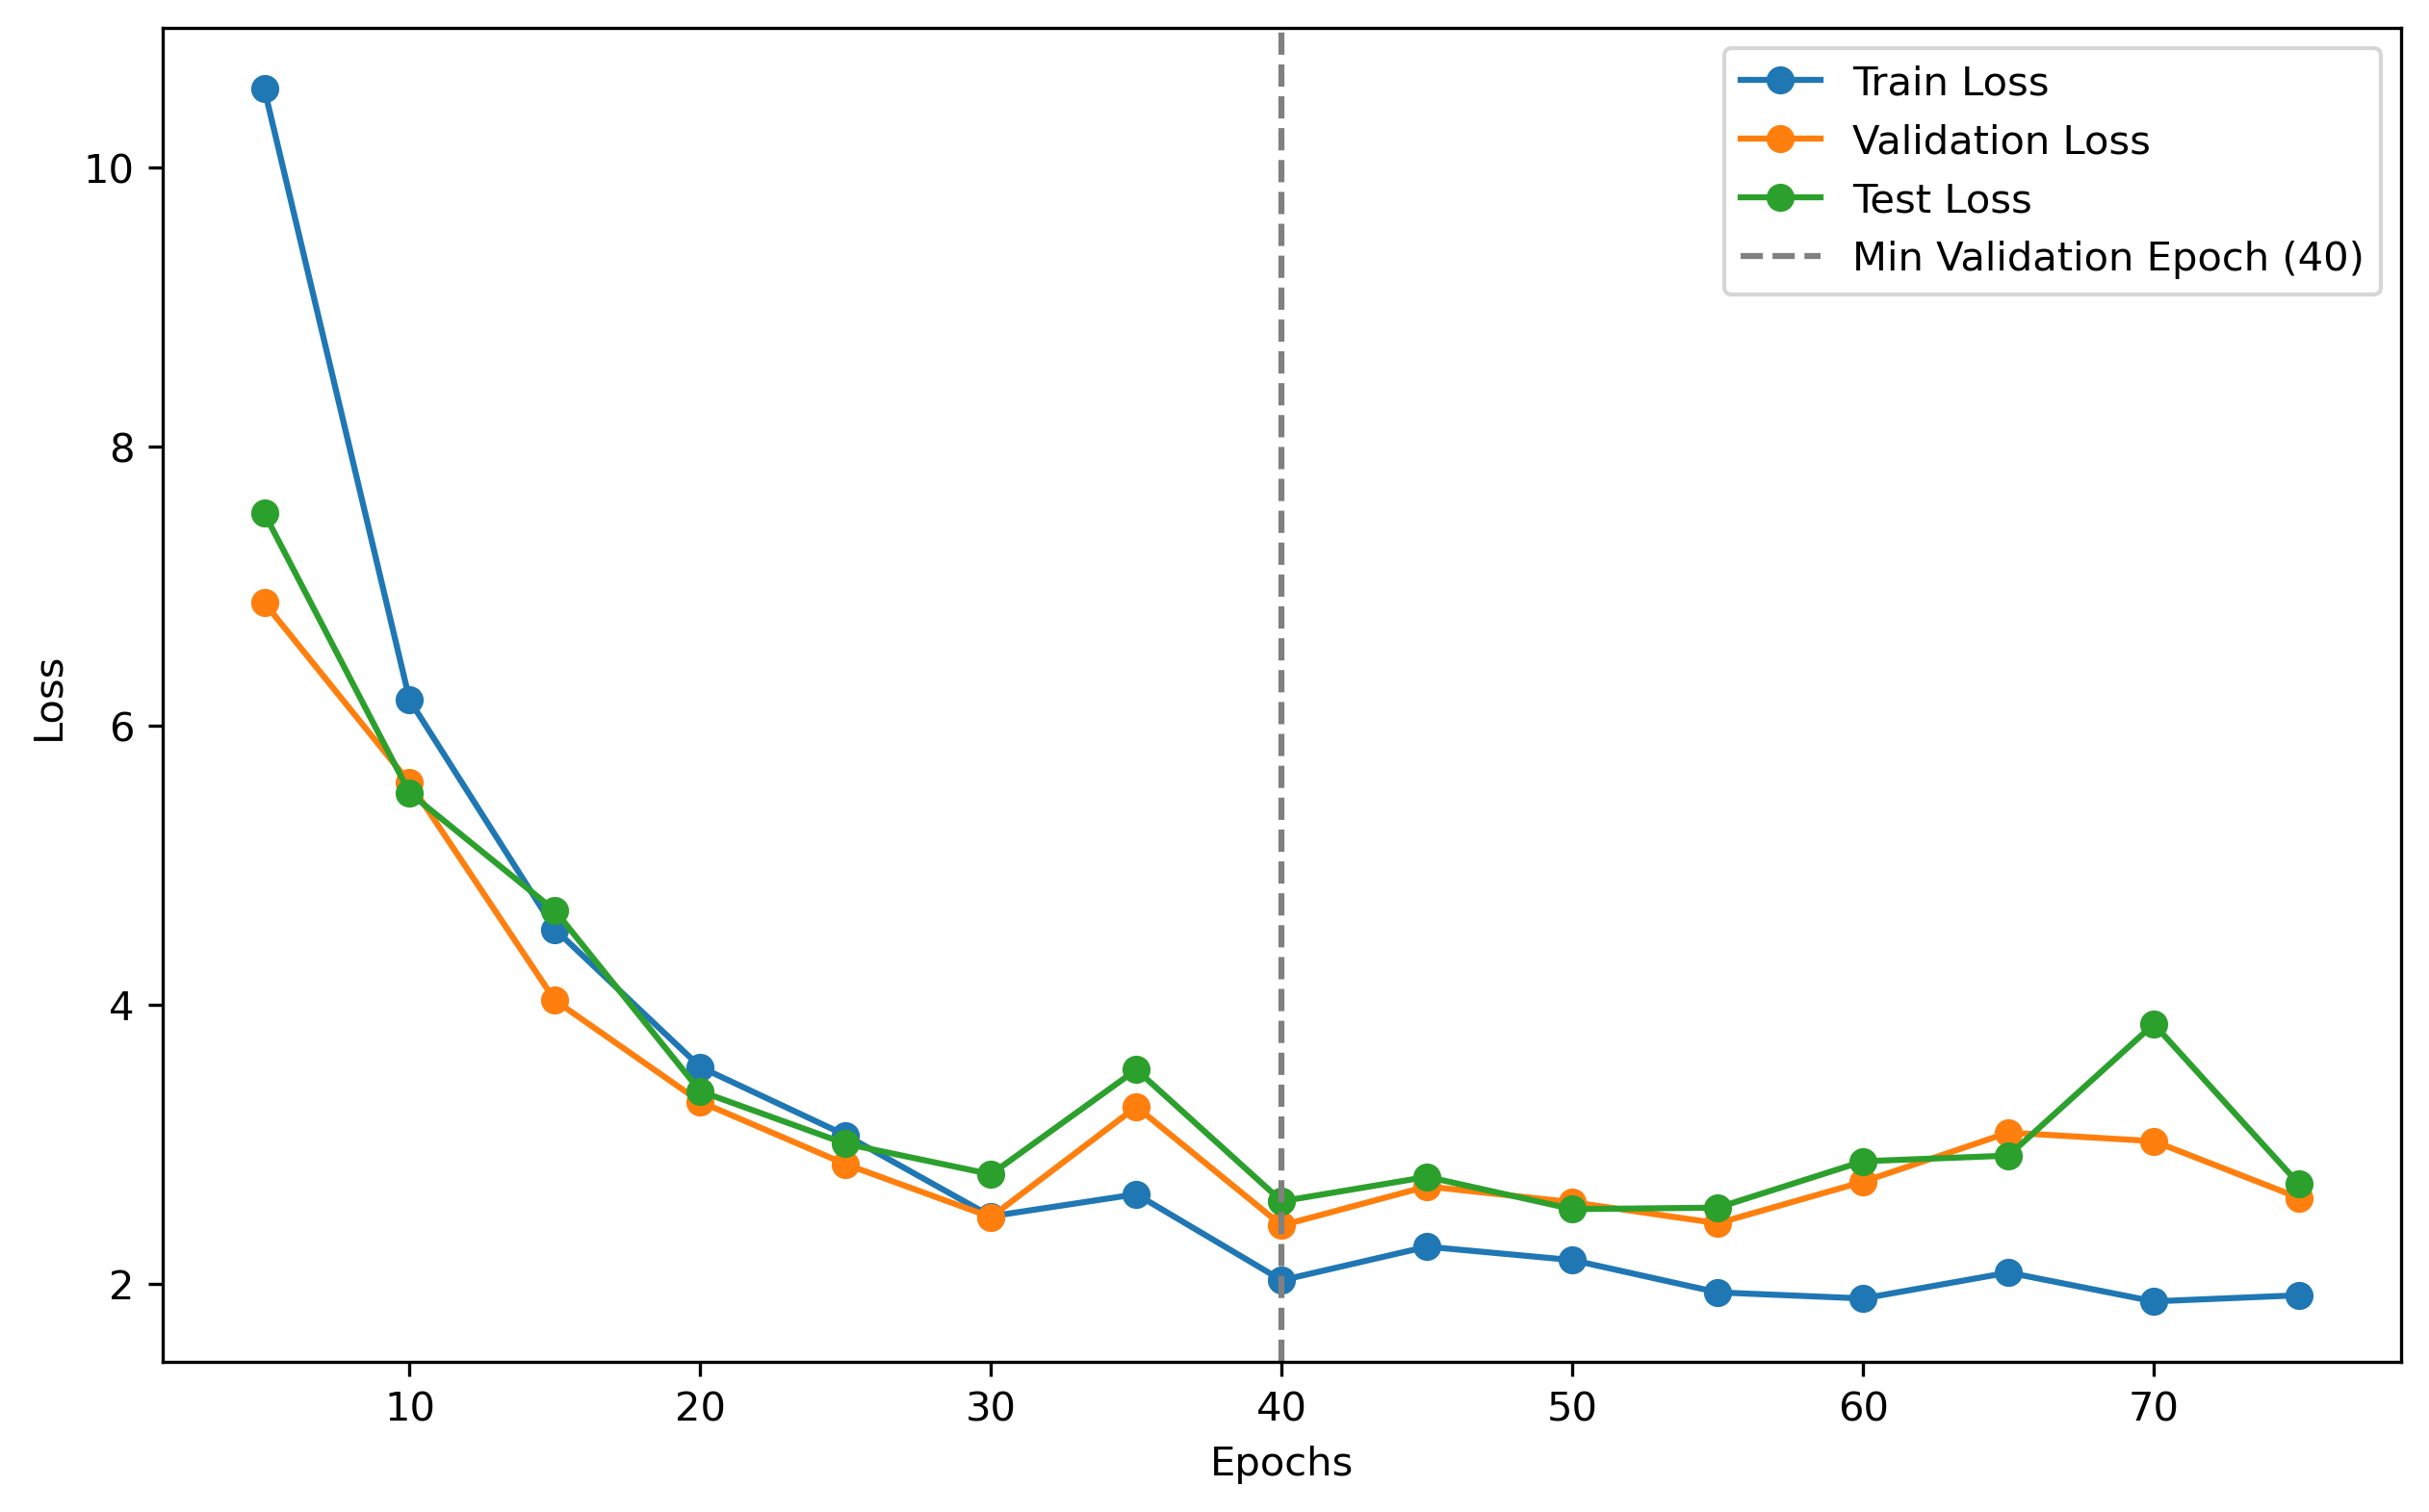 Train Loss
Validation Loss
Test Loss
Min Validation Epoch (40)
10
8
6
4
2
Loss
10 20 30 40 50 60 70
Epochs